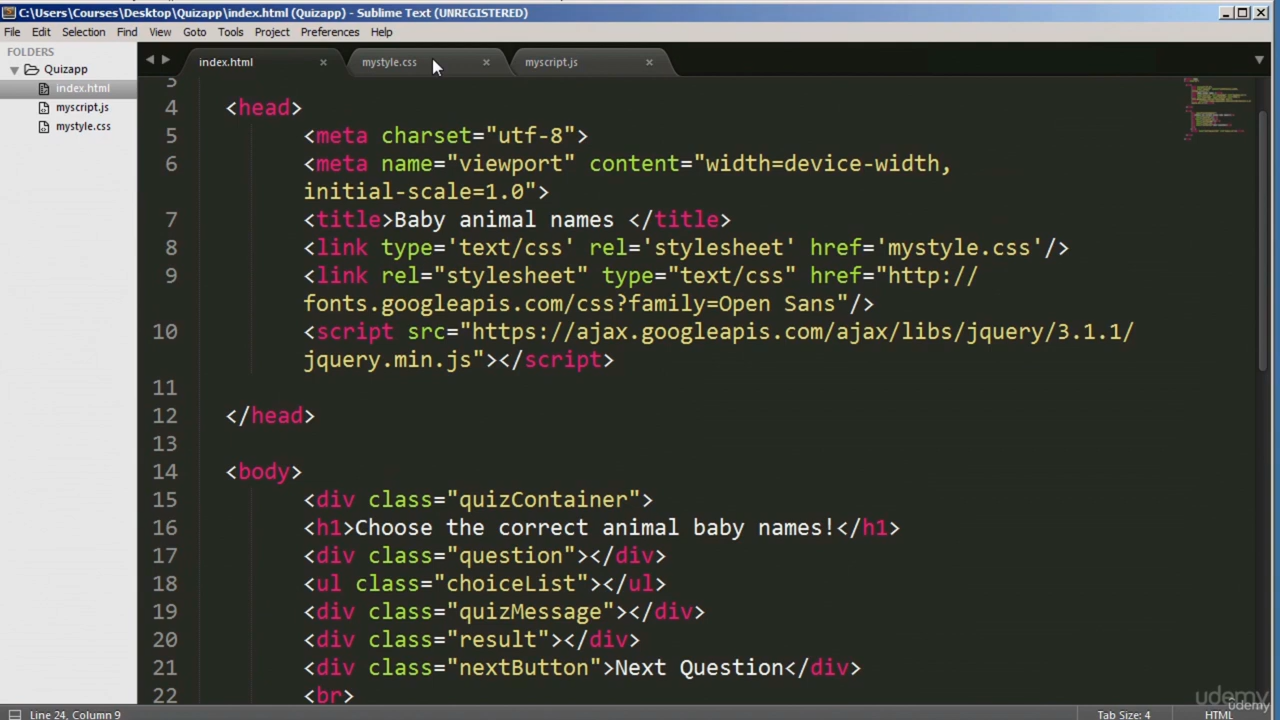 C:\Users\Courses\Desktop\Quizapp\index.html (Quizapp) - Sublime Text (UNREGISTERED)
File Edit Selection Find View Goto Tools Project Preferences Help
FOLDERS
Quizapp
index.html
myscript.js
mystyle.css
index.html mystyle.css myscript.js
3
4 <head>
5 <meta charset="utf-8">
6 <meta name="viewport" content="width=device-width,
initial-scale=1.0">
7 <title>Baby animal names </title>
8 <link type='text/css' rel='stylesheet' href='mystyle.css'/>
9 <link rel="stylesheet" type="text/css" href="http://
fonts.googleapis.com/css?family=Open Sans"/>
10 <script src="https://ajax.googleapis.com/ajax/libs/jquery/3.1.1/
jquery.min.js"></script>
11
12 </head>
13
14 <body>
15 <div class="quizContainer">
16 <h1>Choose the correct animal baby names!</h1>
17 <div class="question"></div>
18 <ul class="choiceList"></ul>
19 <div class="quizMessage"></div>
20 <div class="result"></div>
21 <div class="nextButton">Next Question</div>
22 <br>
udemy
udemy
Line 24, Column 9 Tab Size: 4 HTML